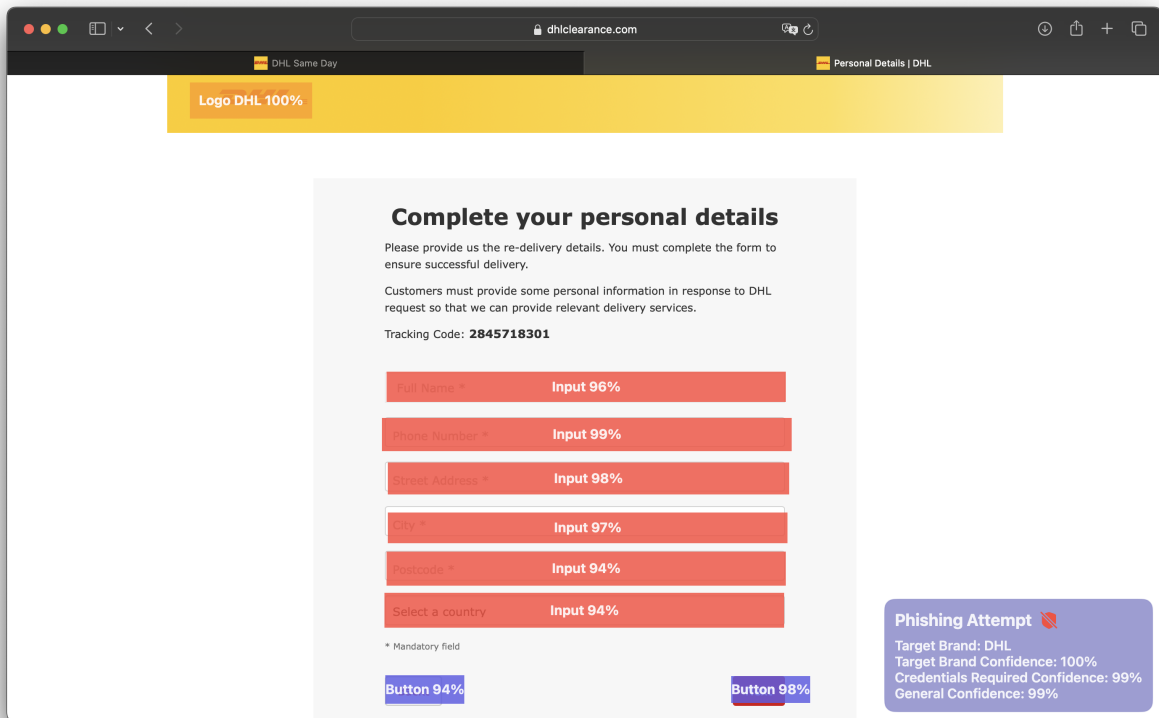 dhlclearance.com
DHL Same Day
Personal Details | DHL
Logo DHL 100%
Complete your personal details
Please provide us the re-delivery details. You must complete the form to
ensure successful delivery.
Customers must provide some personal information in response to DHL
request so that we can provide relevant delivery services.
Tracking Code: 2845718301
Full Name * Input 96%
Phone Number * Input 99%
Street Address * Input 98%
City * Input 97%
Postcode * Input 94%
Select a country Input 94%
* Mandatory field
Button 94%
Button 98%
Phishing Attempt
Target Brand: DHL
Target Brand Confidence: 100%
Credentials Required Confidence: 99%
General Confidence: 99%